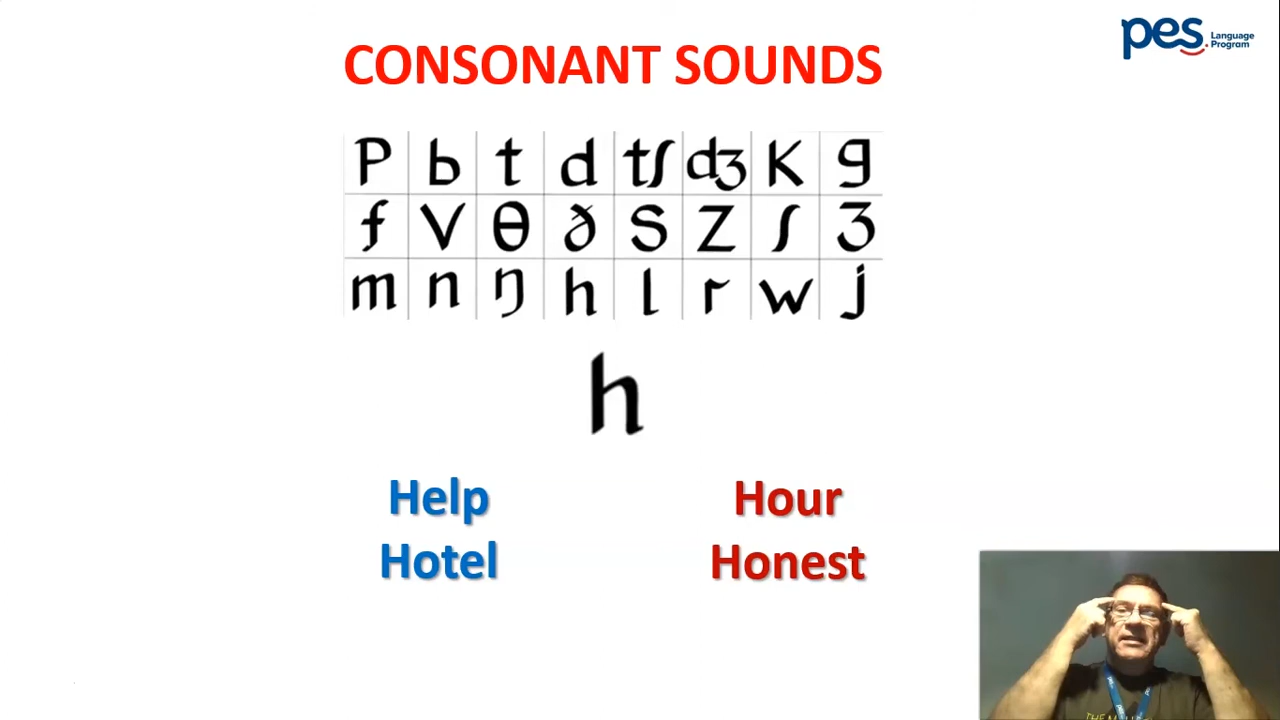 pes. Language
Program
CONSONANT SOUNDS
P b t d tʃ dʒ K g
f V θ ð S Z ʃ ʒ
m n ŋ h l r w j
h
Help Hour
Hotel Honest